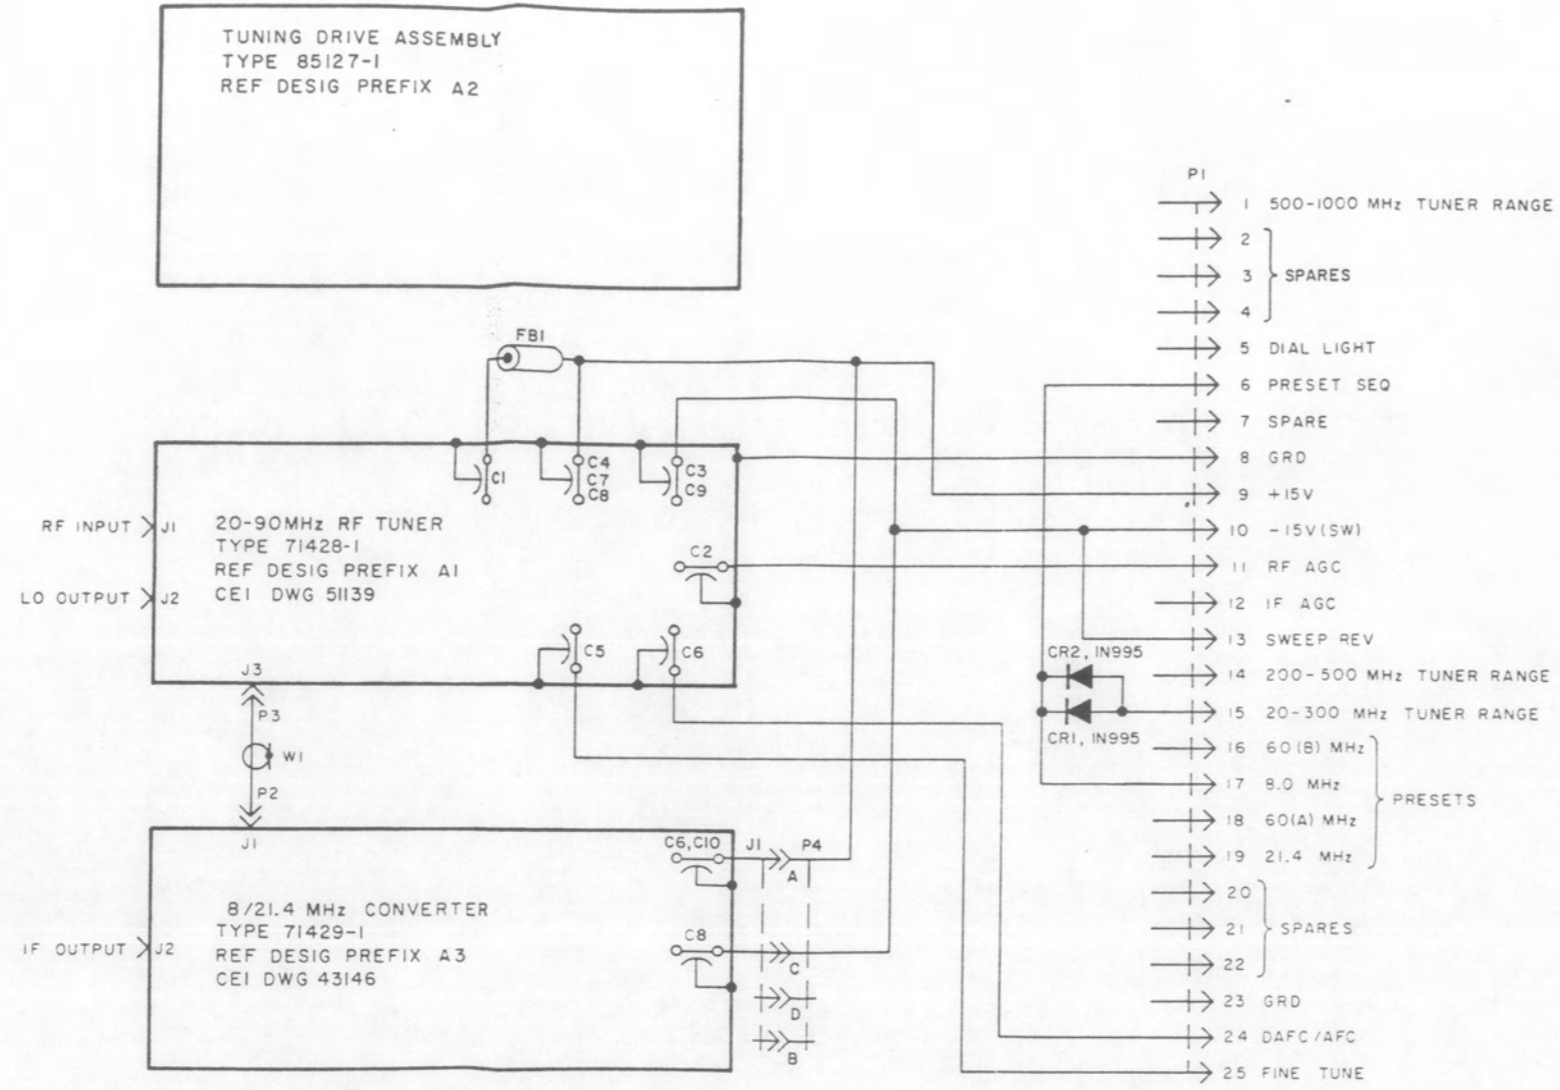 TUNING DRIVE ASSEMBLY
TYPE 85127-1
REF DESIG PREFIX A2
P1
1 500-1000 MHz TUNER RANGE
2
3 SPARES
4
5 DIAL LIGHT
6 PRESET SEQ
7 SPARE
8 GRD
9 +15V
10 -15V(SW)
11 RF AGC
12 IF AGC
13 SWEEP REV
14 200-500 MHz TUNER RANGE
15 20-300 MHz TUNER RANGE
16 60(B) MHz
17 8.0 MHz
PRESETS
18 60(A) MHz
19 21.4 MHz
20
21 SPARES
22
23 GRD
24 DAFC/AFC
25 FINE TUNE
FB1
C1
C4
C7
C8
C3
C9
RF INPUT J1
20-90MHz RF TUNER
TYPE 71428-1
REF DESIG PREFIX A1
CEI DWG 51139
LO OUTPUT J2
C2
C5
C6
J3
P3
W1
P2
J1
CR2, IN995
CR1, IN995
C6,C10 J1 P4
A
8/21.4 MHz CONVERTER
TYPE 71429-1
REF DESIG PREFIX A3
CEI DWG 43146
IF OUTPUT J2
C8
C
D
B